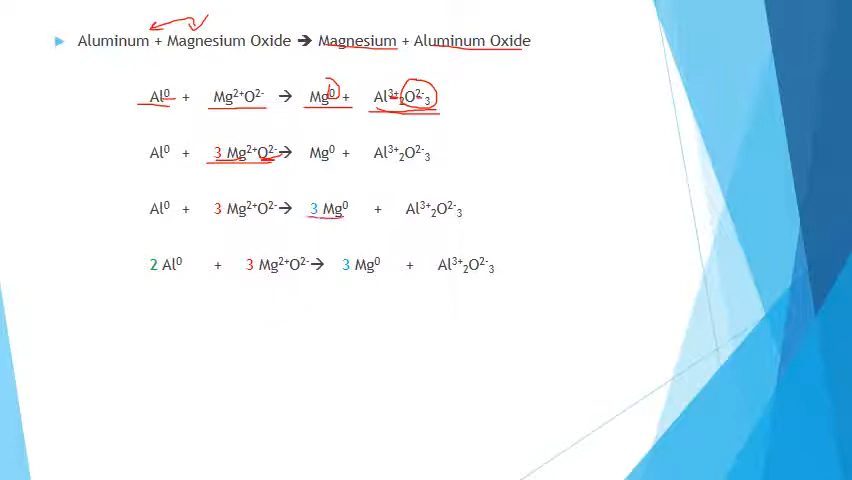 Aluminum + Magnesium Oxide → Magnesium + Aluminum Oxide
Al⁰ + Mg²⁺O²⁻ → Mg⁰ + Al³⁺₂O²⁻₃
Al⁰ + 3 Mg²⁺O²⁻→ Mg⁰ + Al³⁺₂O²⁻₃
Al⁰ + 3 Mg²⁺O²⁻→ 3 Mg⁰ + Al³⁺₂O²⁻₃
2 Al⁰ + 3 Mg²⁺O²⁻→ 3 Mg⁰ + Al³⁺₂O²⁻₃